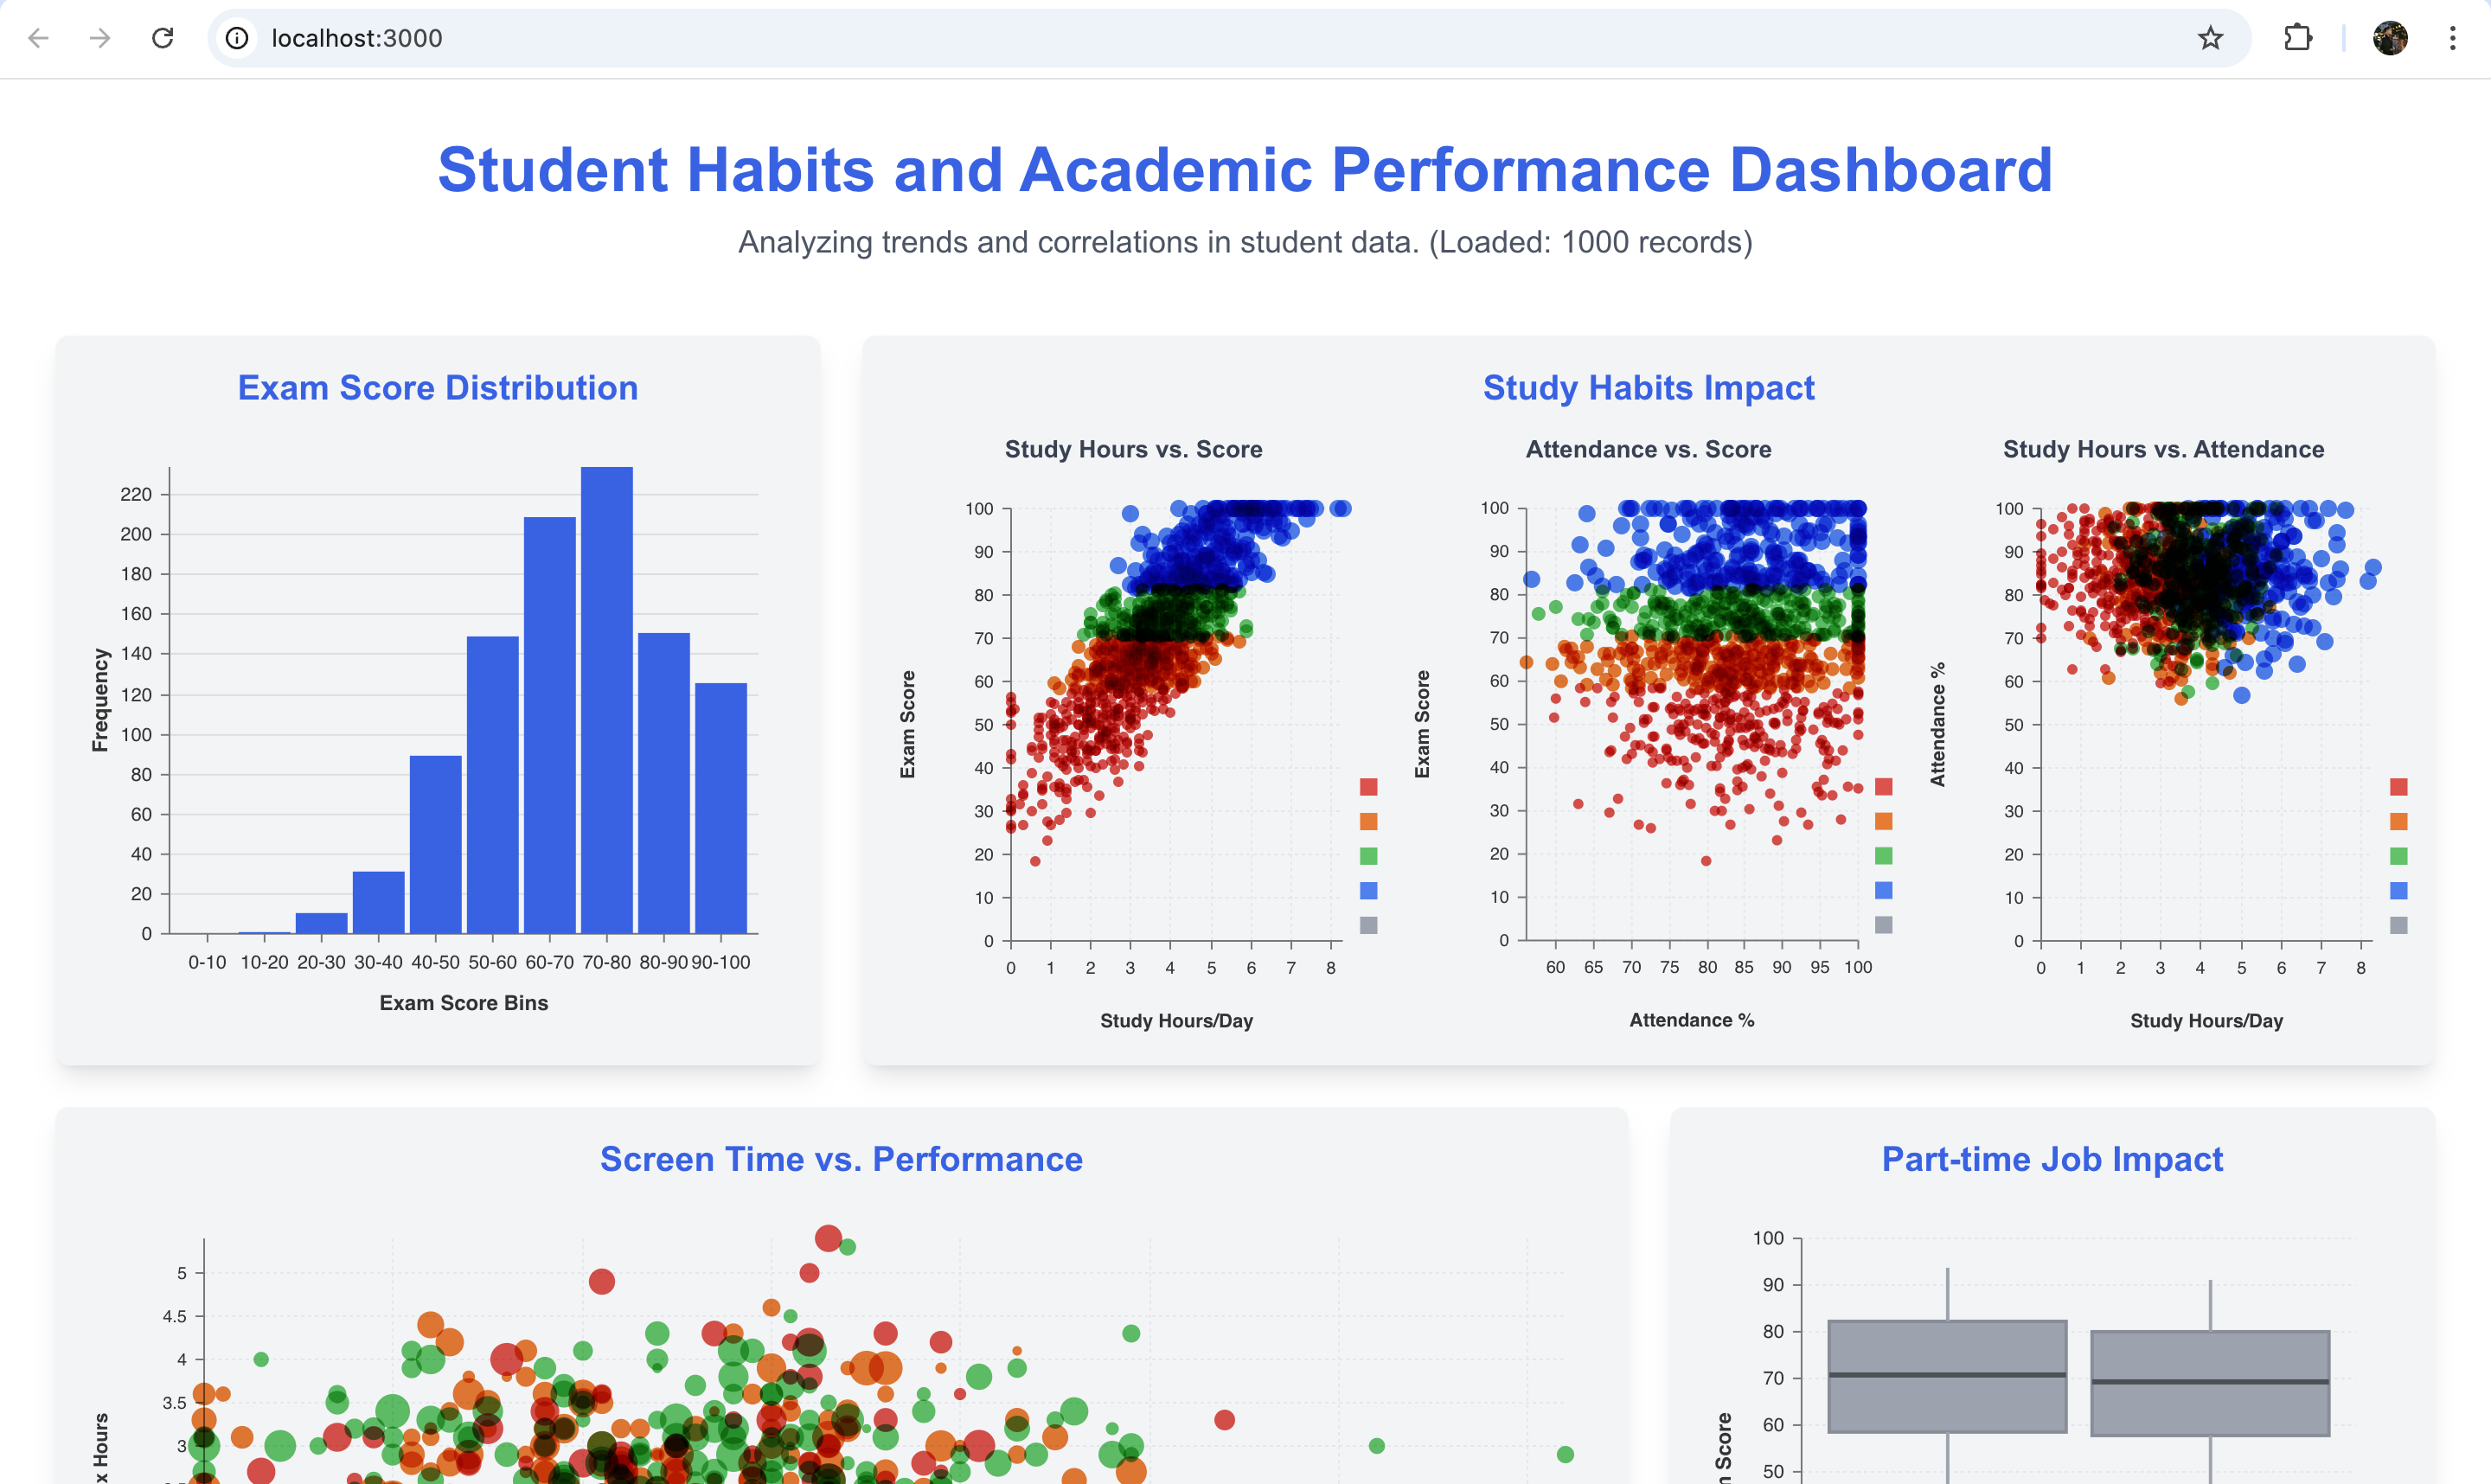 localhost:3000
Student Habits and Academic Performance Dashboard
Analyzing trends and correlations in student data. (Loaded: 1000 records)
Exam Score Distribution
220
200
180
160
140
120
100
80
60
40
20
0
Frequency
0-10 10-20 20-30 30-40 40-50 50-60 60-70 70-80 80-90 90-100
Exam Score Bins
Study Habits Impact
Study Hours vs. Score
100
90
80
70
60
50
40
30
20
10
0
Exam Score
0 1 2 3 4 5 6 7 8
Study Hours/Day
Attendance vs. Score
100
90
80
70
60
50
40
30
20
10
0
Exam Score
60 65 70 75 80 85 90 95 100
Attendance %
Study Hours vs. Attendance
100
90
80
70
60
50
40
30
20
10
0
Attendance %
0 1 2 3 4 5 6 7 8
Study Hours/Day
Screen Time vs. Performance
5
4.5
4
3.5
3
x Hours
Part-time Job Impact
100
90
80
70
60
50
m Score